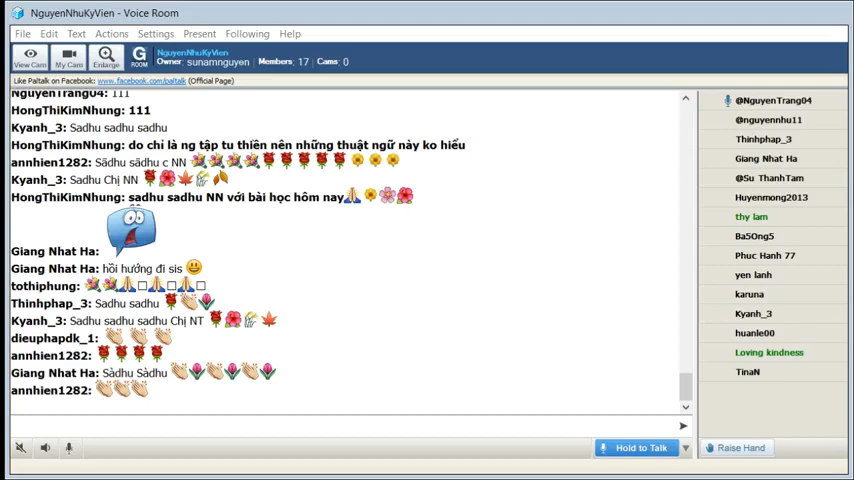 NguyenNhuKyVien - Voice Room
File Edit Text Actions Settings Present Following Help
View Cam My Cam Enlarge G ROOM
NguyenNhuKyVien
Owner: sunamnguyen Members: 17 Cams: 0
Like Paltalk on Facebook: www.facebook.com/paltalk (Official Page)
NguyenTrang04: 111
HongThiKimNhung: 111
Kyanh_3: Sadhu sadhu sadhu
HongThiKimNhung: do chỉ là ng tập tu thiền nên những thuật ngữ này ko hiểu
annhien1282: Sādhu sādhu c NN
Kyanh_3: Sadhu Chị NN
HongThiKimNhung: sadhu sadhu NN với bài học hôm nay
Giang Nhat Ha:
Giang Nhat Ha: hồi hướng đi sis
tothiphung:
Thinhphap_3: Sadhu sadhu
Kyanh_3: Sadhu sadhu sadhu Chị NT
dieuphapdk_1:
annhien1282:
Giang Nhat Ha: Sàdhu Sàdhu
annhien1282:
@NguyenTrang04
@nguyennhu11
Thinhphap_3
Giang Nhat Ha
@Su ThanhTam
Huyenmong2013
thy lam
BaSOng5
Phuc Hanh 77
yen lanh
karuna
Kyanh_3
huanle00
Loving kindness
TinaN
Hold to Talk
Raise Hand